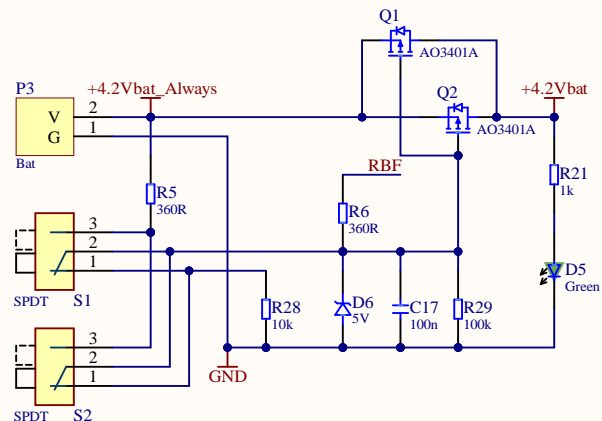 Q1
AO3401A
P3
+4.2Vbat_Always
Q2
+4.2Vbat
V 2
G 1
Bat
AO3401A
RBF
R21
1k
R5
360R
R6
360R
3
2
1
SPDT S1
D5
Green
R28
10k
D6
5V
C17
100n
R29
100k
3
2
1
GND
SPDT S2